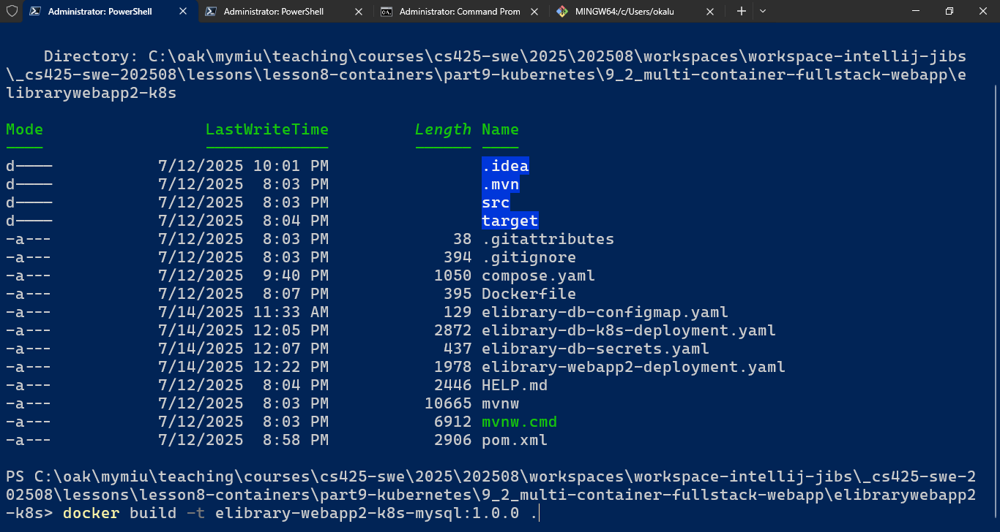 Administrator: PowerShell
Administrator: PowerShell
Administrator: Command Prom
MINGW64:/c/Users/okalu
Directory: C:\oak\mymiu\teaching\courses\cs425-swe\2025\202508\workspaces\workspace-intellij-jibs
\_cs425-swe-202508\lessons\lesson8-containers\part9-kubernetes\9_2_multi-container-fullstack-webapp\e
librarywebapp2-k8s
Mode LastWriteTime Length Name
d---- 7/12/2025 10:01 PM .idea
d---- 7/12/2025 8:03 PM .mvn
d---- 7/12/2025 8:03 PM src
d---- 7/12/2025 8:04 PM target
-a--- 7/12/2025 8:03 PM 38 .gitattributes
-a--- 7/12/2025 8:03 PM 394 .gitignore
-a--- 7/12/2025 9:40 PM 1050 compose.yaml
-a--- 7/12/2025 8:07 PM 395 Dockerfile
-a--- 7/14/2025 11:33 AM 129 elibrary-db-configmap.yaml
-a--- 7/14/2025 12:05 PM 2872 elibrary-db-k8s-deployment.yaml
-a--- 7/14/2025 12:07 PM 437 elibrary-db-secrets.yaml
-a--- 7/14/2025 12:22 PM 1978 elibrary-webapp2-deployment.yaml
-a--- 7/12/2025 8:04 PM 2446 HELP.md
-a--- 7/12/2025 8:03 PM 10665 mvnw
-a--- 7/12/2025 8:03 PM 6912 mvnw.cmd
-a--- 7/12/2025 8:58 PM 2906 pom.xml
PS C:\oak\mymiu\teaching\courses\cs425-swe\2025\202508\workspaces\workspace-intellij-jibs\_cs425-swe-2
02508\lessons\lesson8-containers\part9-kubernetes\9_2_multi-container-fullstack-webapp\elibrarywebapp2
-k8s> docker build -t elibrary-webapp2-k8s-mysql:1.0.0 .